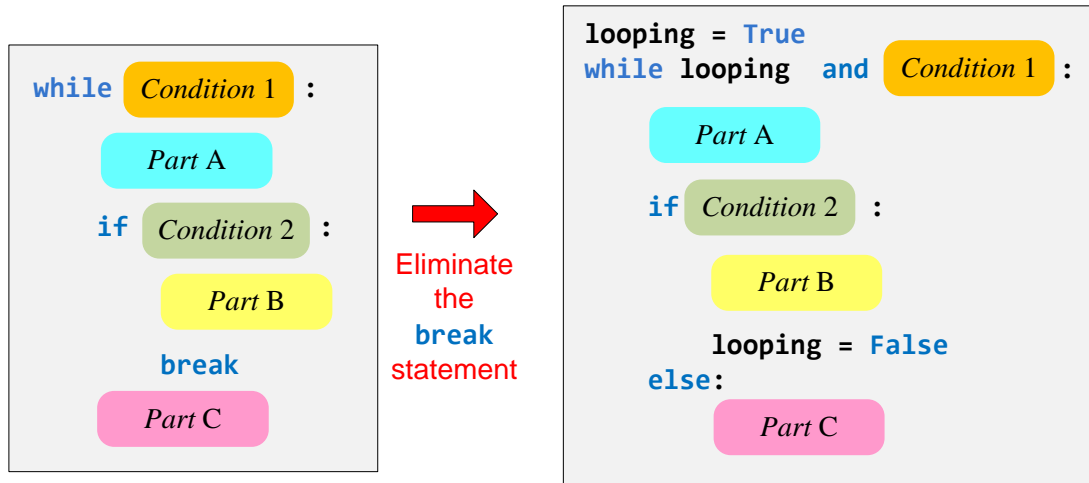 while Condition 1 :
Part A
if Condition 2 :
Part B
break
Part C
Eliminate
the
break
statement
looping = True
while looping and Condition 1 :
Part A
if Condition 2 :
Part B
looping = False
else:
Part C